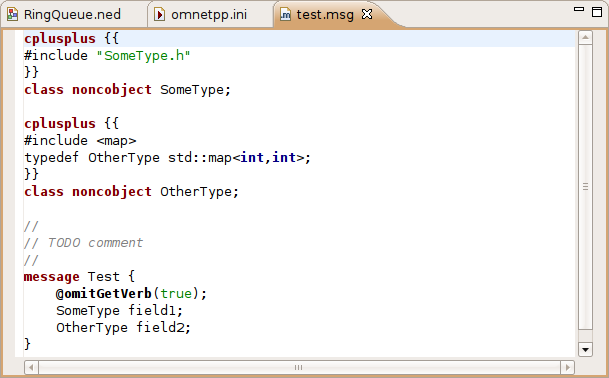 RingQueue.ned omnetpp.ini test.msg
cplusplus {{
#include "SomeType.h"
}}
class noncobject SomeType;

cplusplus {{
#include <map>
typedef OtherType std::map<int,int>;
}}
class noncobject OtherType;

//
// TODO comment
//
message Test {
    @omitGetVerb(true);
    SomeType field1;
    OtherType field2;
}